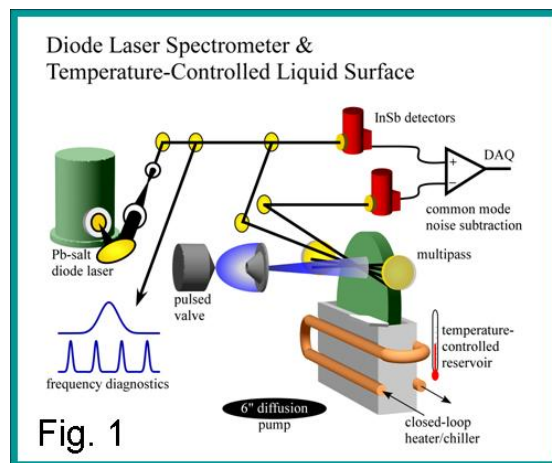 Diode Laser Spectrometer &
Temperature-Controlled Liquid Surface
InSb detectors
DAQ
+
−
common mode
noise subtraction
Pb-salt
diode laser
multipass
pulsed
valve
temperature-
controlled
reservoir
frequency diagnostics
6" diffusion
pump
closed-loop
heater/chiller
Fig. 1